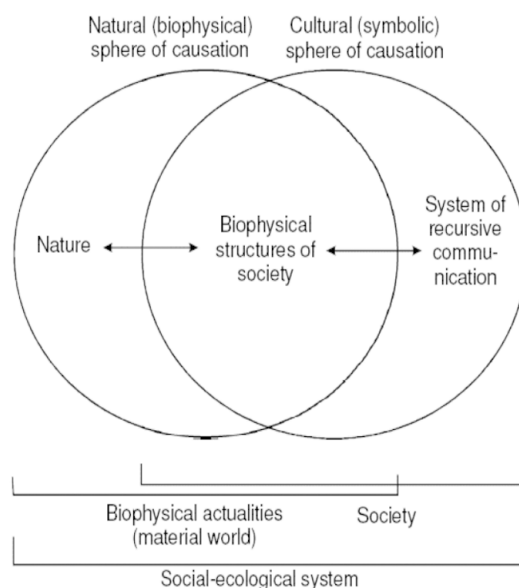 Natural (biophysical)
sphere of causation
Cultural (symbolic)
sphere of causation
Nature
Biophysical
structures of
society
System of
recursive
commu-
nication
Biophysical actualities
(material world)
Society
Social-ecological system